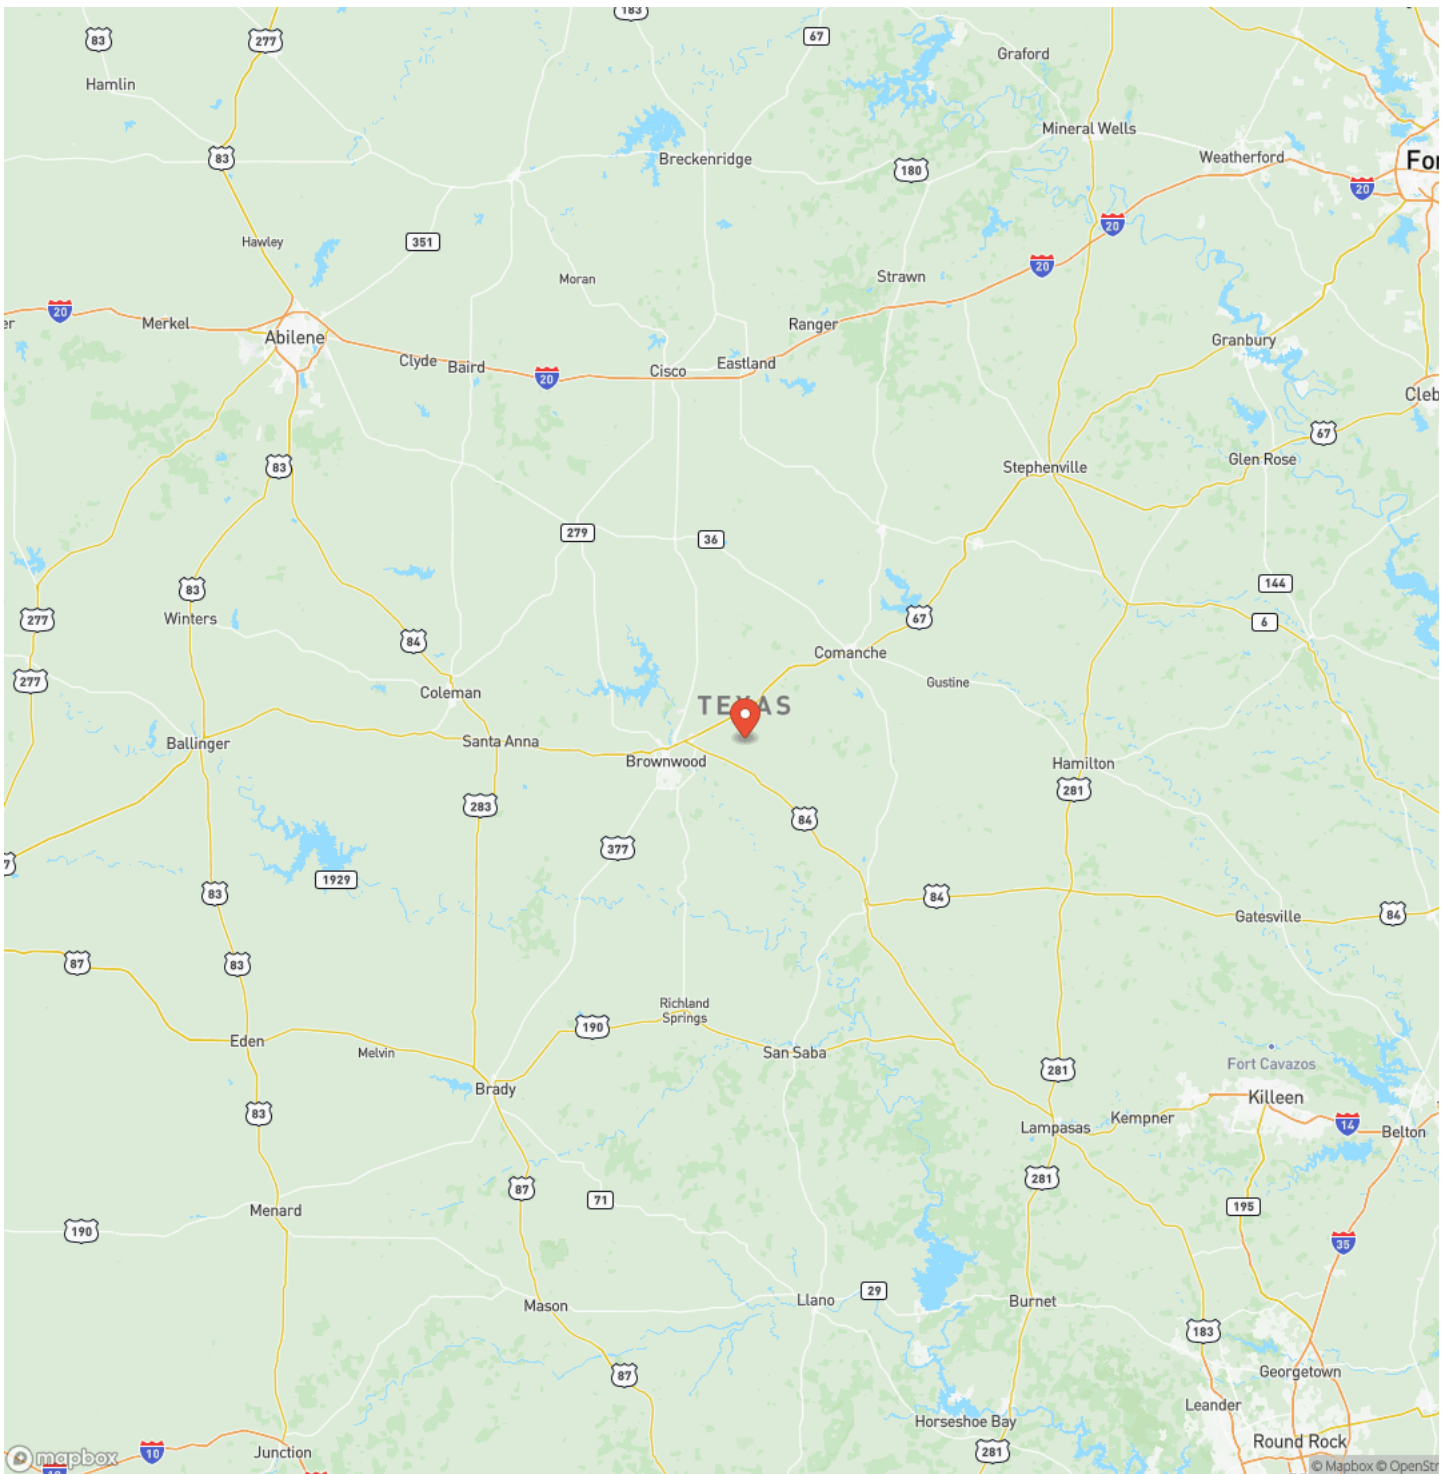 183
83
277
67
Graford
Hamlin
Mineral Wells
83
Breckenridge
180
Weatherford
For
20
20
Hawley
351
20
Moran
Strawn
20
er
Merkel
Abilene
Ranger
Granbury
Clyde
Baird
20
Cisco
Eastland
Cleb
67
83
Stephenville
Glen Rose
279
36
83
144
277
Winters
67
6
84
Comanche
277
Coleman
Gustine
TEXAS
Ballinger
Santa Anna
Brownwood
Hamilton
281
283
84
377
7
1929
83
84
Gatesville
84
87
83
Richland
Springs
190
Eden
Melvin
San Saba
281
Fort Cavazos
Brady
Killeen
83
Kempner
Lampasas
14
Belton
281
87
71
195
Menard
190
35
29
Mason
Llano
Burnet
183
87
Georgetown
Leander
Horseshoe Bay
Round Rock
10
Junction
281
mapbox
10
© Mapbox © OpenStr